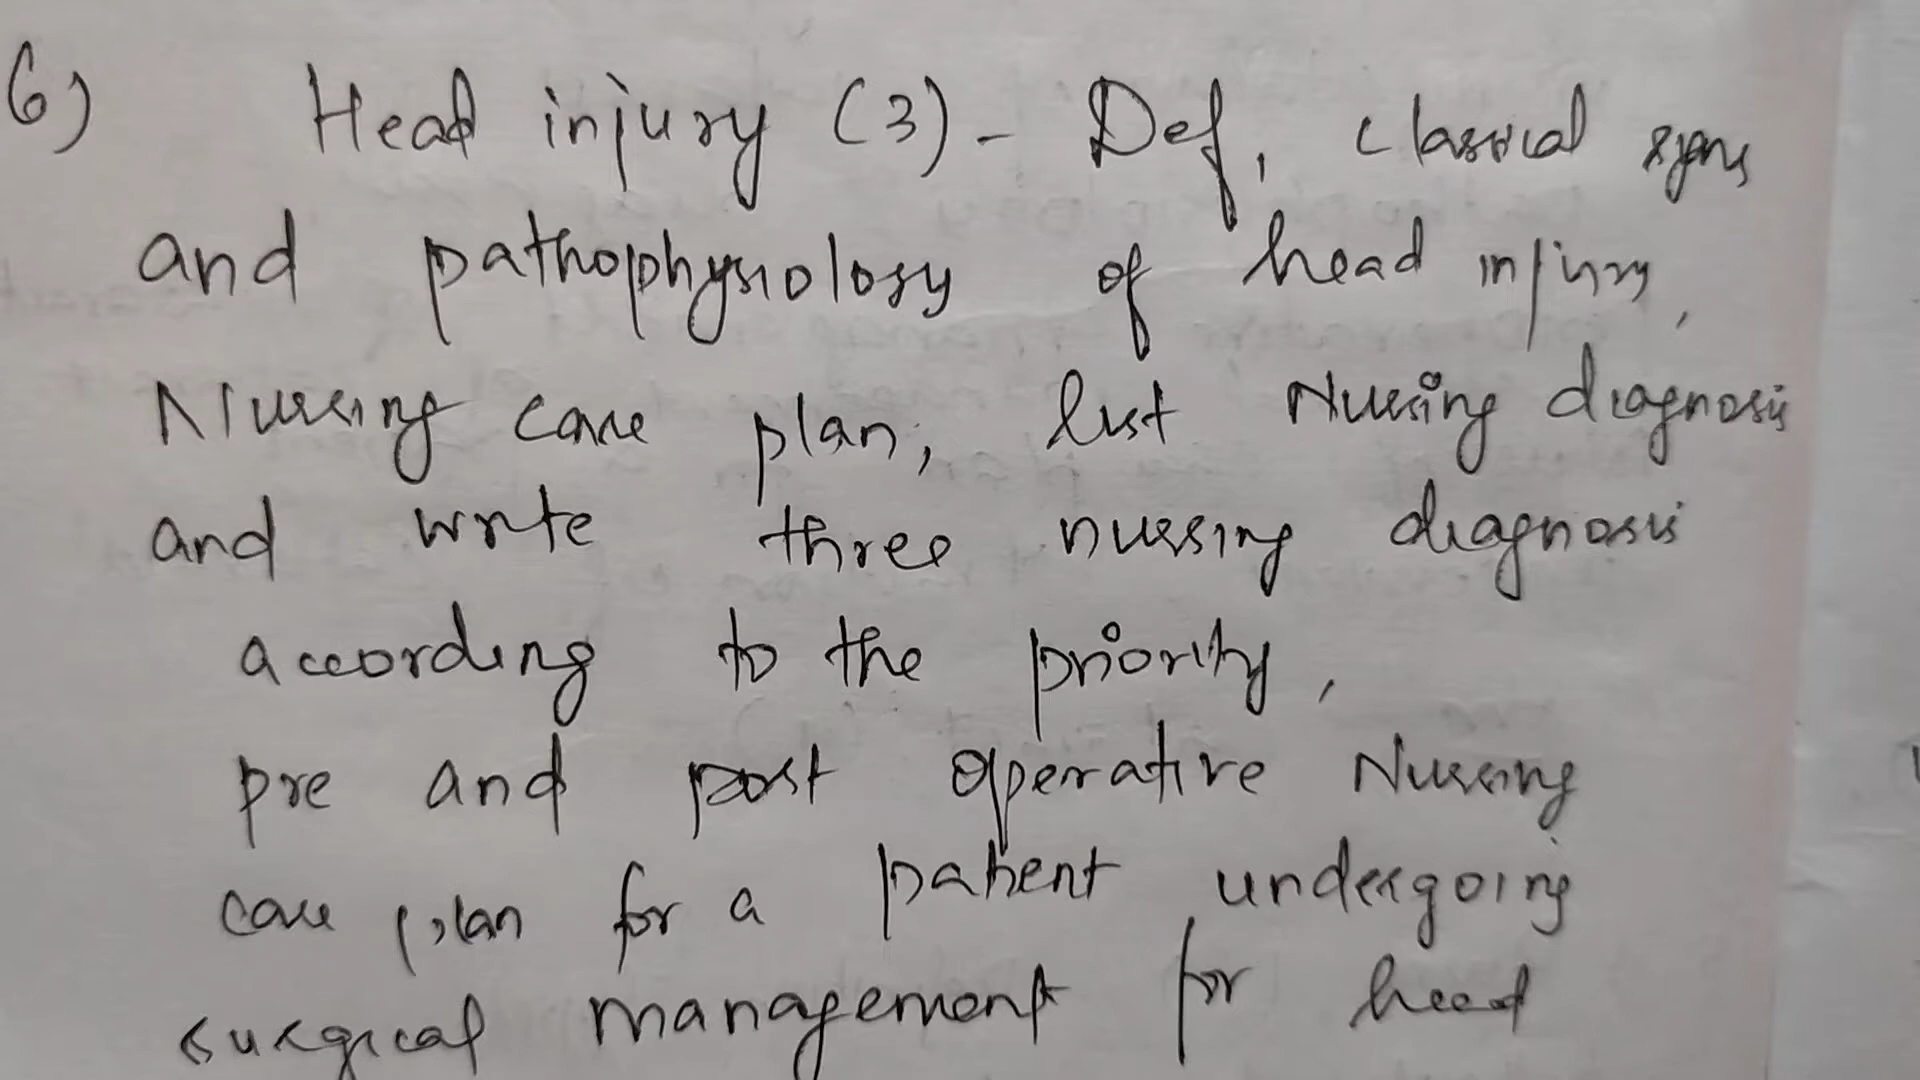 6) Head injury (3) - Def, classical signs
and pathophysiology of head injury,
Nursing care plan, list Nursing diagnosis
and write three nursing diagnosis
according to the priority,
pre and post operative Nursing
care plan for a patient undergoing
surgical management for head